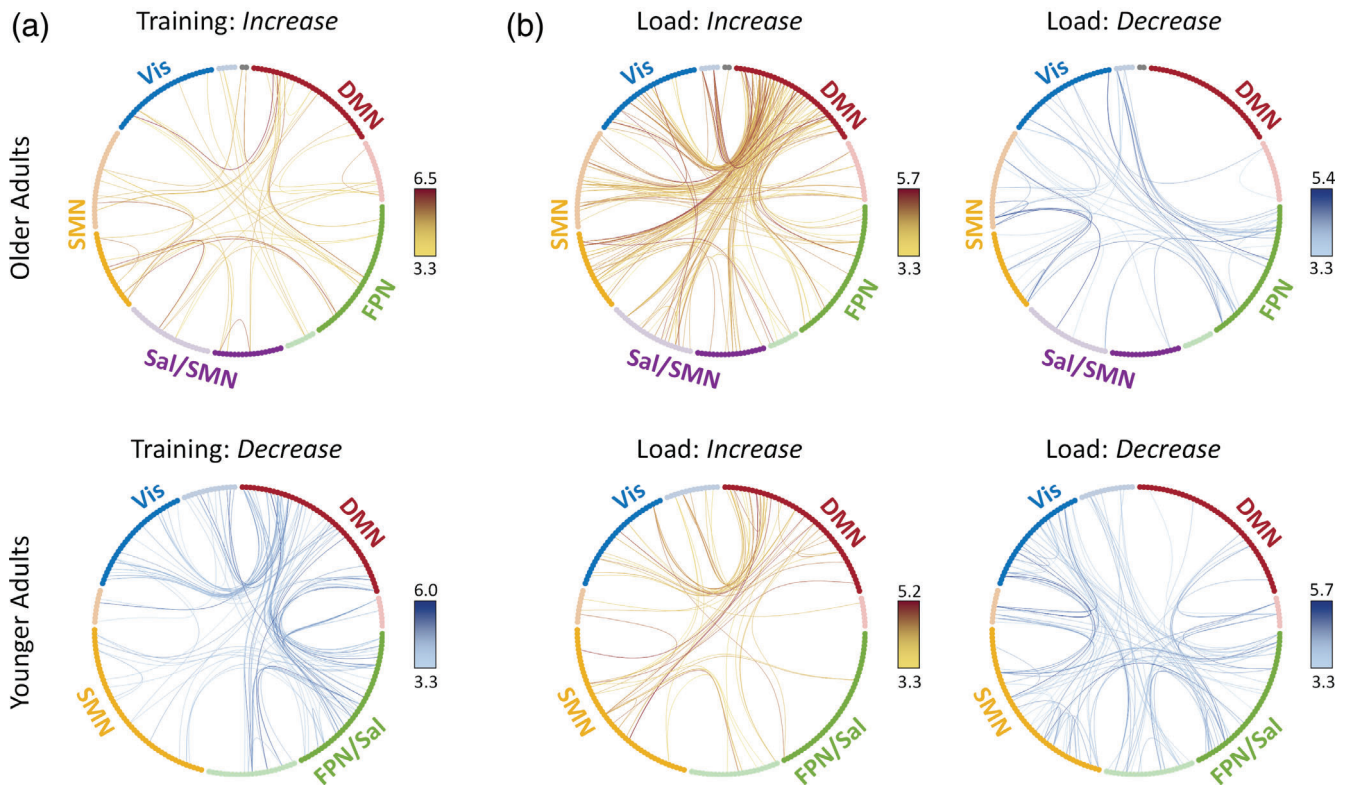 (a)
Training: Increase
(b)
Load: Increase
Load: Decrease
Older Adults
Vis
DMN
SMN
FPN
Sal/SMN
6.5
3.3
Vis
DMN
SMN
FPN
Sal/SMN
5.7
3.3
Vis
DMN
SMN
FPN
Sal/SMN
5.4
3.3
Training: Decrease
Load: Increase
Load: Decrease
Younger Adults
Vis
DMN
SMN
FPN/Sal
6.0
3.3
Vis
DMN
SMN
FPN/Sal
5.2
3.3
Vis
DMN
SMN
FPN/Sal
5.7
3.3